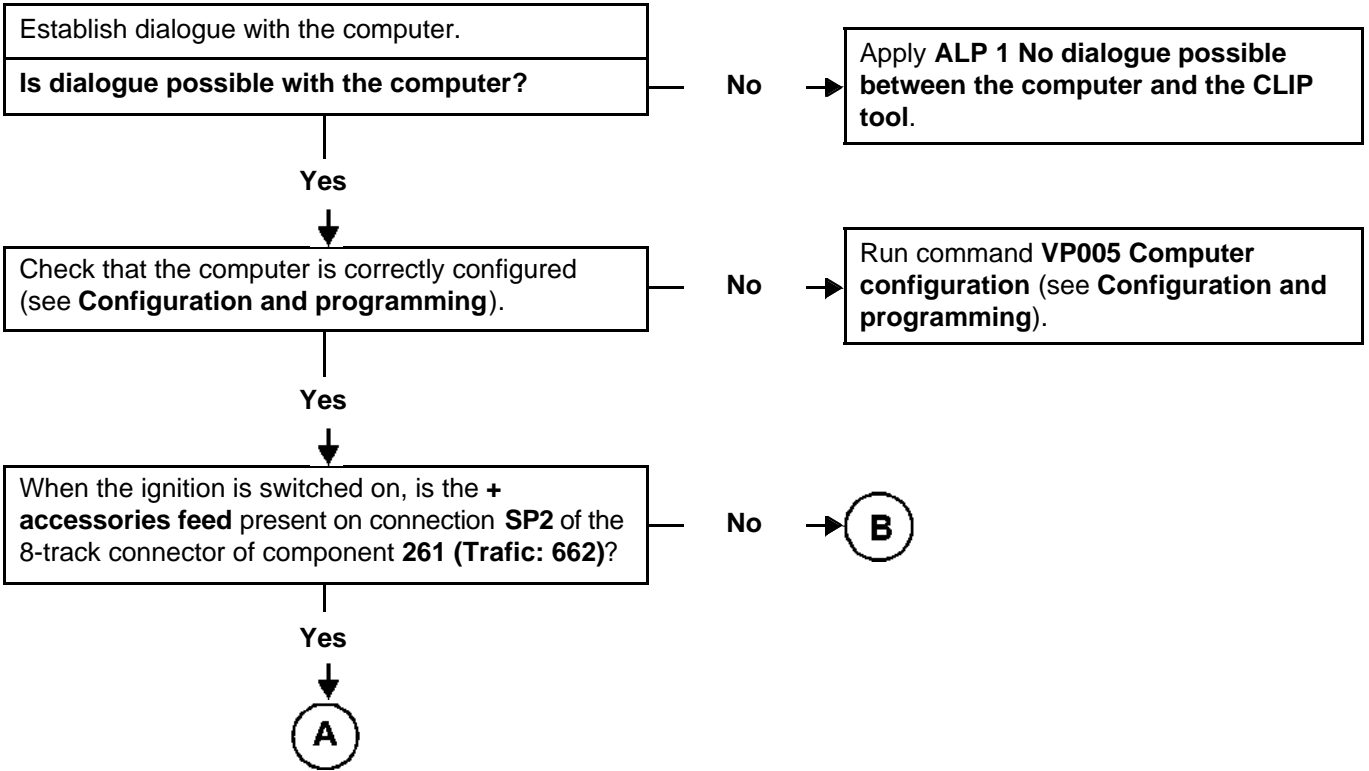 Establish dialogue with the computer.
Is dialogue possible with the computer?
No
Apply ALP 1 No dialogue possible
between the computer and the CLIP
tool.
Yes
Check that the computer is correctly configured
(see Configuration and programming).
No
Run command VP005 Computer
configuration (see Configuration and
programming).
Yes
When the ignition is switched on, is the +
accessories feed present on connection SP2 of the
8-track connector of component 261 (Trafic: 662)?
No
B
Yes
A